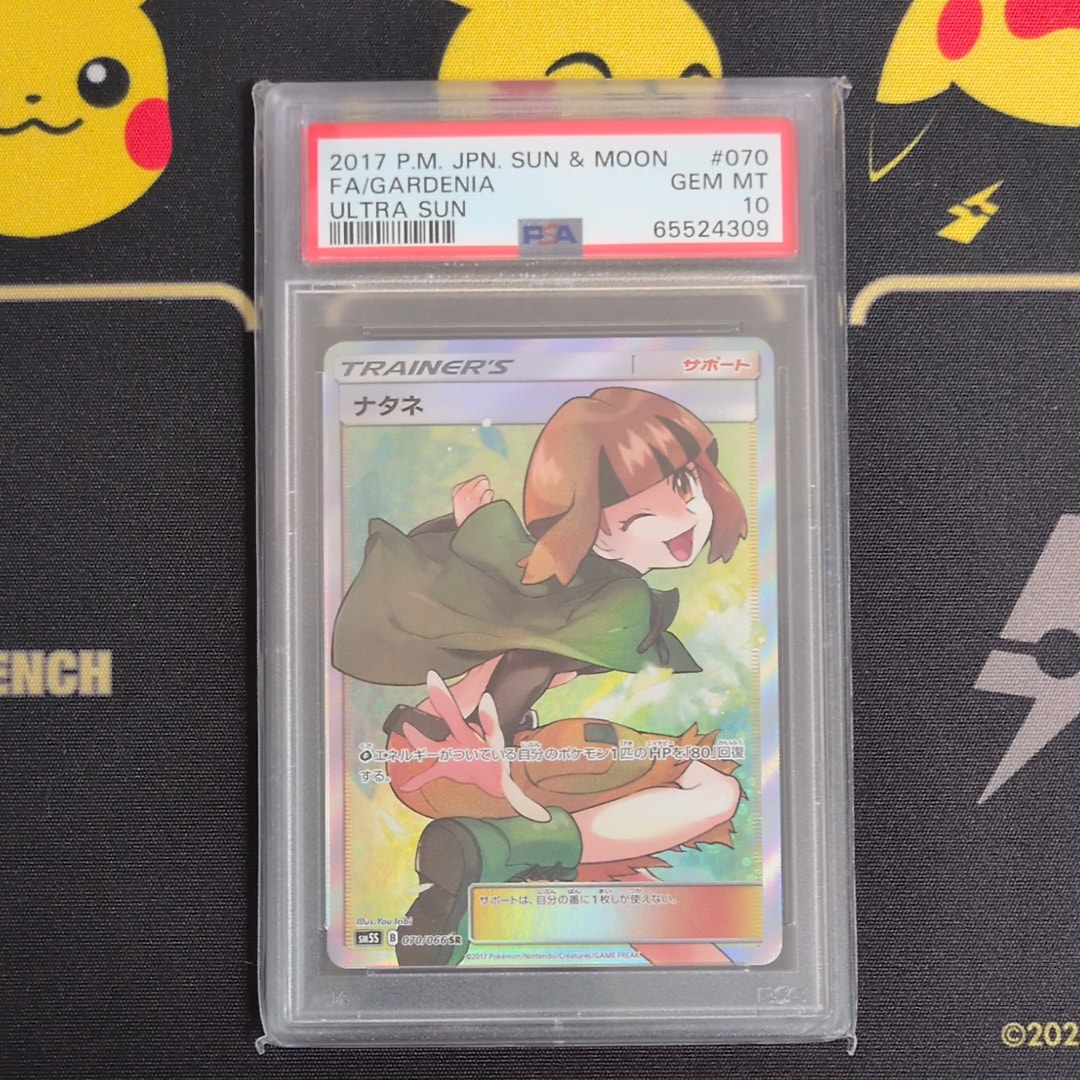 2017 P.M. JPN. SUN & MOON #070
FA/GARDENIA GEM MT
ULTRA SUN 10
PSA 65524309
TRAINER'S サポート
ナタネ
エネルギーがついている自分のポケモン1匹のHPを「80」回復
する。
サポートは、自分の番に1枚しか使えない。
Illus. You Iribi
SM5S B 070/066 SR
©2017 Pokémon/Nintendo/Creatures/GAME FREAK
ENCH
©202